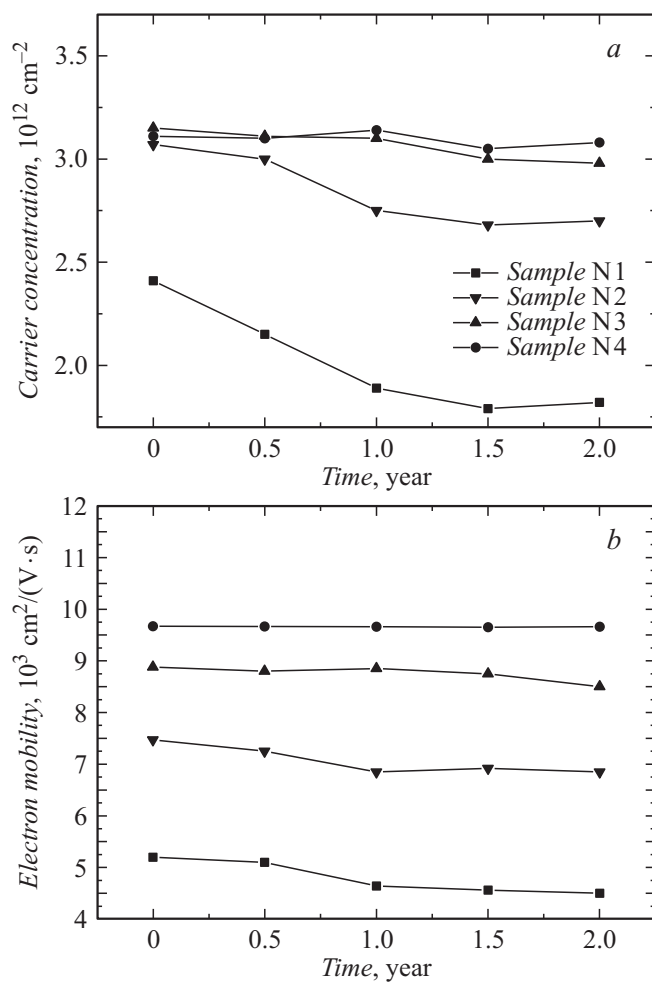 a
3.5
3.0
2.5
2.0
Carrier concentration, 10¹² cm⁻²
Sample N1
Sample N2
Sample N3
Sample N4
0 0.5 1.0 1.5 2.0
Time, year
b
12
11
10
9
8
7
6
5
4
Electron mobility, 10³ cm²/(V·s)
0 0.5 1.0 1.5 2.0
Time, year